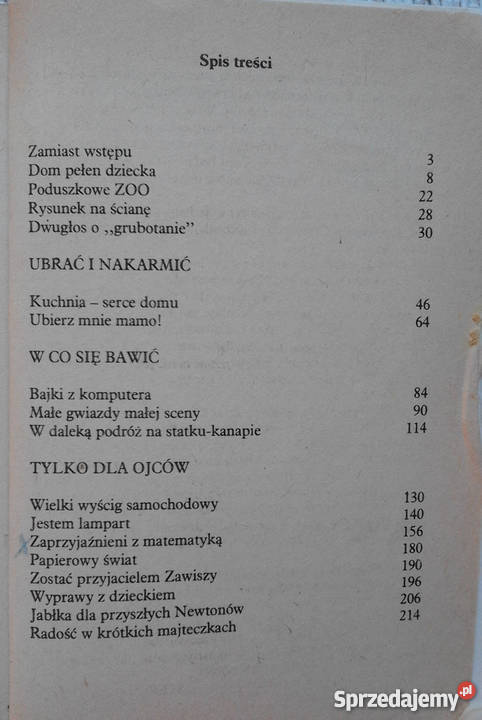 Spis treści
Zamiast wstępu 3
Dom pełen dziecka 8
Poduszkowe ZOO 22
Rysunek na ścianę 28
Dwugłos o ,,grubotanie” 30
UBRAĆ I NAKARMIĆ
Kuchnia – serce domu 46
Ubierz mnie mamo! 64
W CO SIĘ BAWIĆ
Bajki z komputera 84
Małe gwiazdy małej sceny 90
W daleką podróż na statku-kanapie 114
TYLKO DLA OJCÓW
Wielki wyścig samochodowy 130
Jestem lampart 140
Zaprzyjaźnieni z matematyką 156
Papierowy świat 180
Zostać przyjacielem Zawiszy 190
Wyprawy z dzieckiem 196
Jabłka dla przyszłych Newtonów 206
Radość w krótkich majteczkach 214
Sprzedajemy.pl